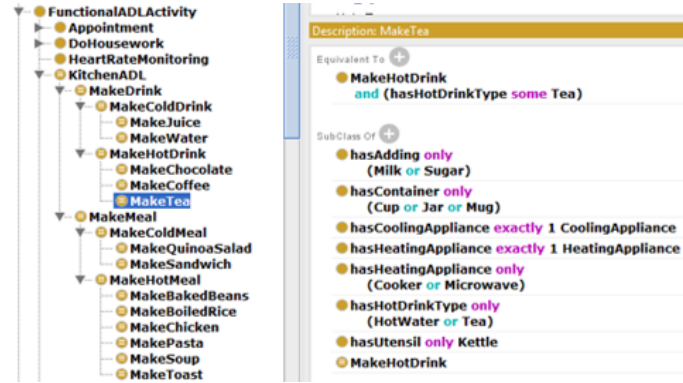 FunctionalADLActivity
Appointment
DoHousework
HeartRateMonitoring
KitchenADL
MakeDrink
MakeColdDrink
MakeJuice
MakeWater
MakeHotDrink
MakeChocolate
MakeCoffee
MakeTea
MakeMeal
MakeColdMeal
MakeQuinoaSalad
MakeSandwich
MakeHotMeal
MakeBakedBeans
MakeBoiledRice
MakeChicken
MakePasta
MakeSoup
MakeToast
Description: MakeTea
Equivalent To
MakeHotDrink
and (hasHotDrinkType some Tea)
SubClass Of
hasAdding only
(Milk or Sugar)
hasContainer only
(Cup or Jar or Mug)
hasCoolingAppliance exactly 1 CoolingAppliance
hasHeatingAppliance exactly 1 HeatingAppliance
hasHeatingAppliance only
(Cooker or Microwave)
hasHotDrinkType only
(HotWater or Tea)
hasUtensil only Kettle
MakeHotDrink